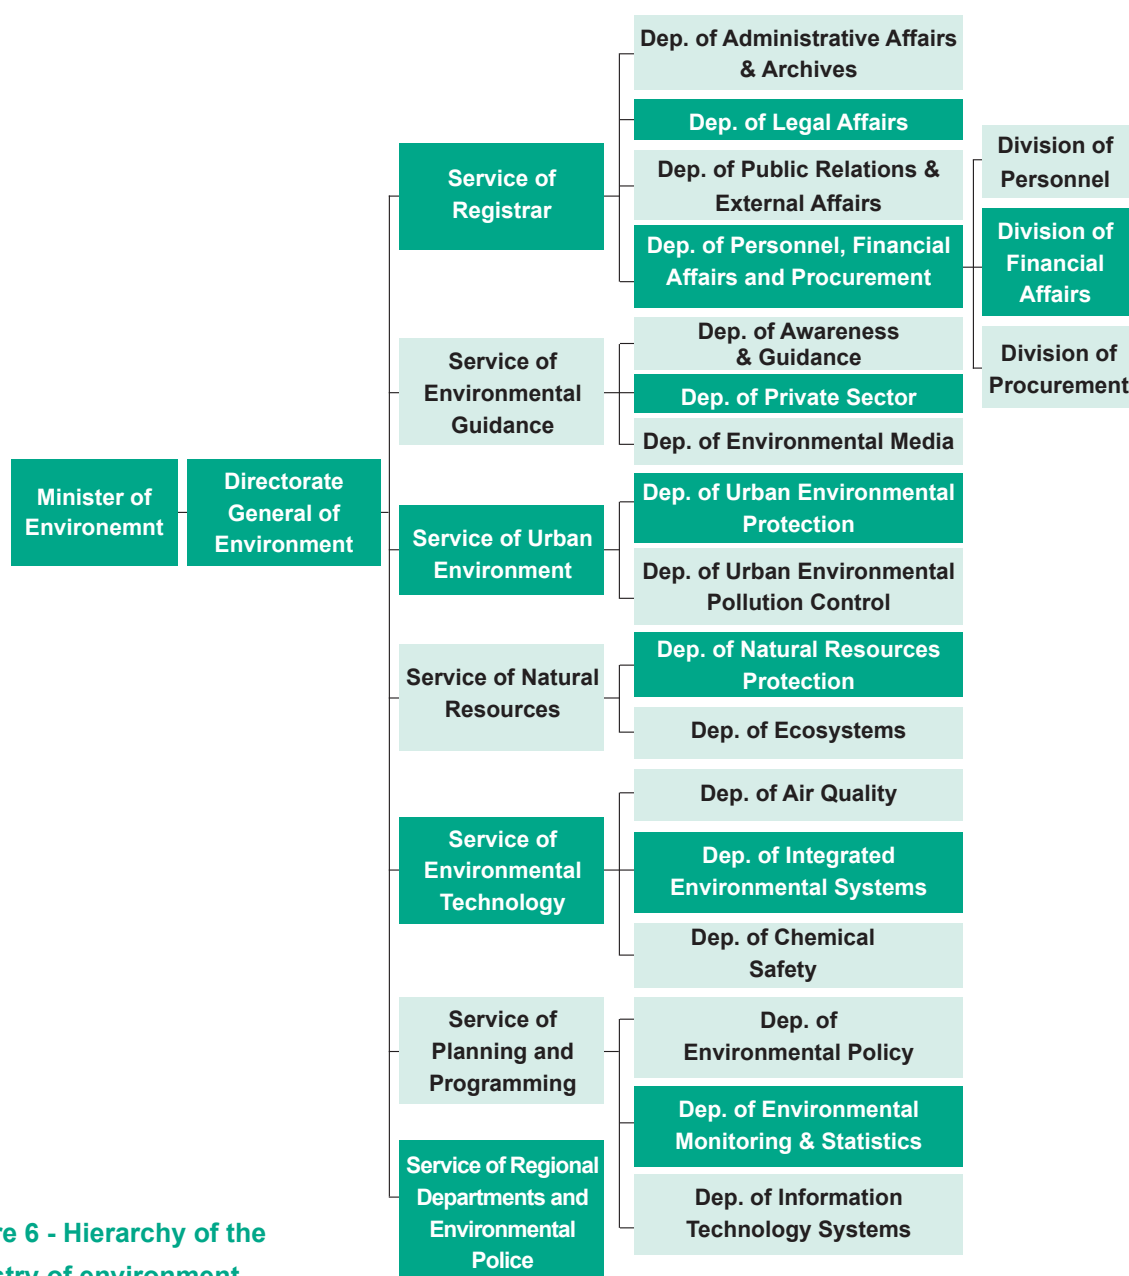 Minister of
Environemnt
Directorate
General of
Environment
Service of
Registrar
Dep. of Administrative Affairs
& Archives
Dep. of Legal Affairs
Dep. of Public Relations &
External Affairs
Dep. of Personnel, Financial
Affairs and Procurement
Division of
Personnel
Division of
Financial
Affairs
Division of
Procurement
Service of
Environmental
Guidance
Dep. of Awareness
& Guidance
Dep. of Private Sector
Dep. of Environmental Media
Service of Urban
Environment
Dep. of Urban Environmental
Protection
Dep. of Urban Environmental
Pollution Control
Service of Natural
Resources
Dep. of Natural Resources
Protection
Dep. of Ecosystems
Service of
Environmental
Technology
Dep. of Air Quality
Dep. of Integrated
Environmental Systems
Dep. of Chemical
Safety
Service of
Planning and
Programming
Dep. of
Environmental Policy
Dep. of Environmental
Monitoring & Statistics
Dep. of Information
Technology Systems
Service of Regional
Departments and
Environmental
Police
re 6 - Hierarchy of the
stry of environment